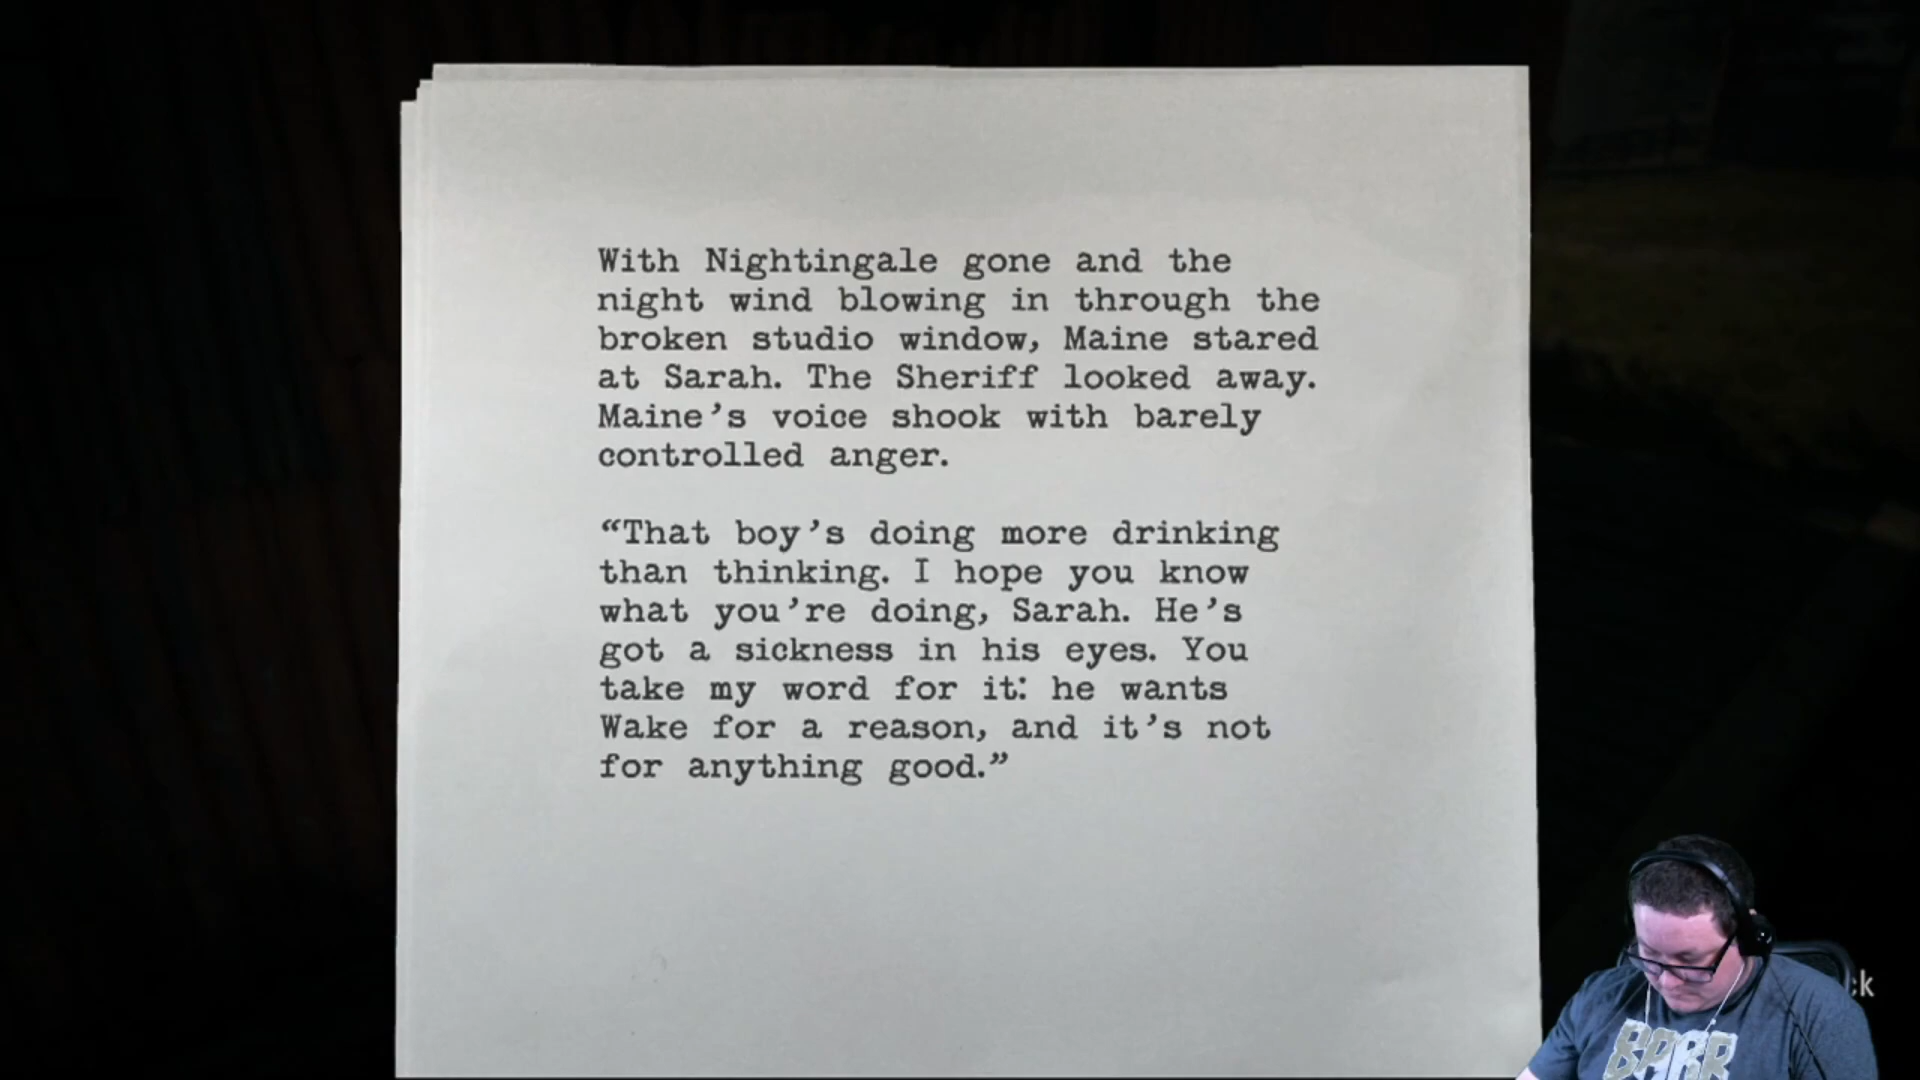 With Nightingale gone and the
night wind blowing in through the
broken studio window, Maine stared
at Sarah. The Sheriff looked away.
Maine’s voice shook with barely
controlled anger.
“That boy’s doing more drinking
than thinking. I hope you know
what you’re doing, Sarah. He’s
got a sickness in his eyes. You
take my word for it: he wants
Wake for a reason, and it’s not
for anything good.”